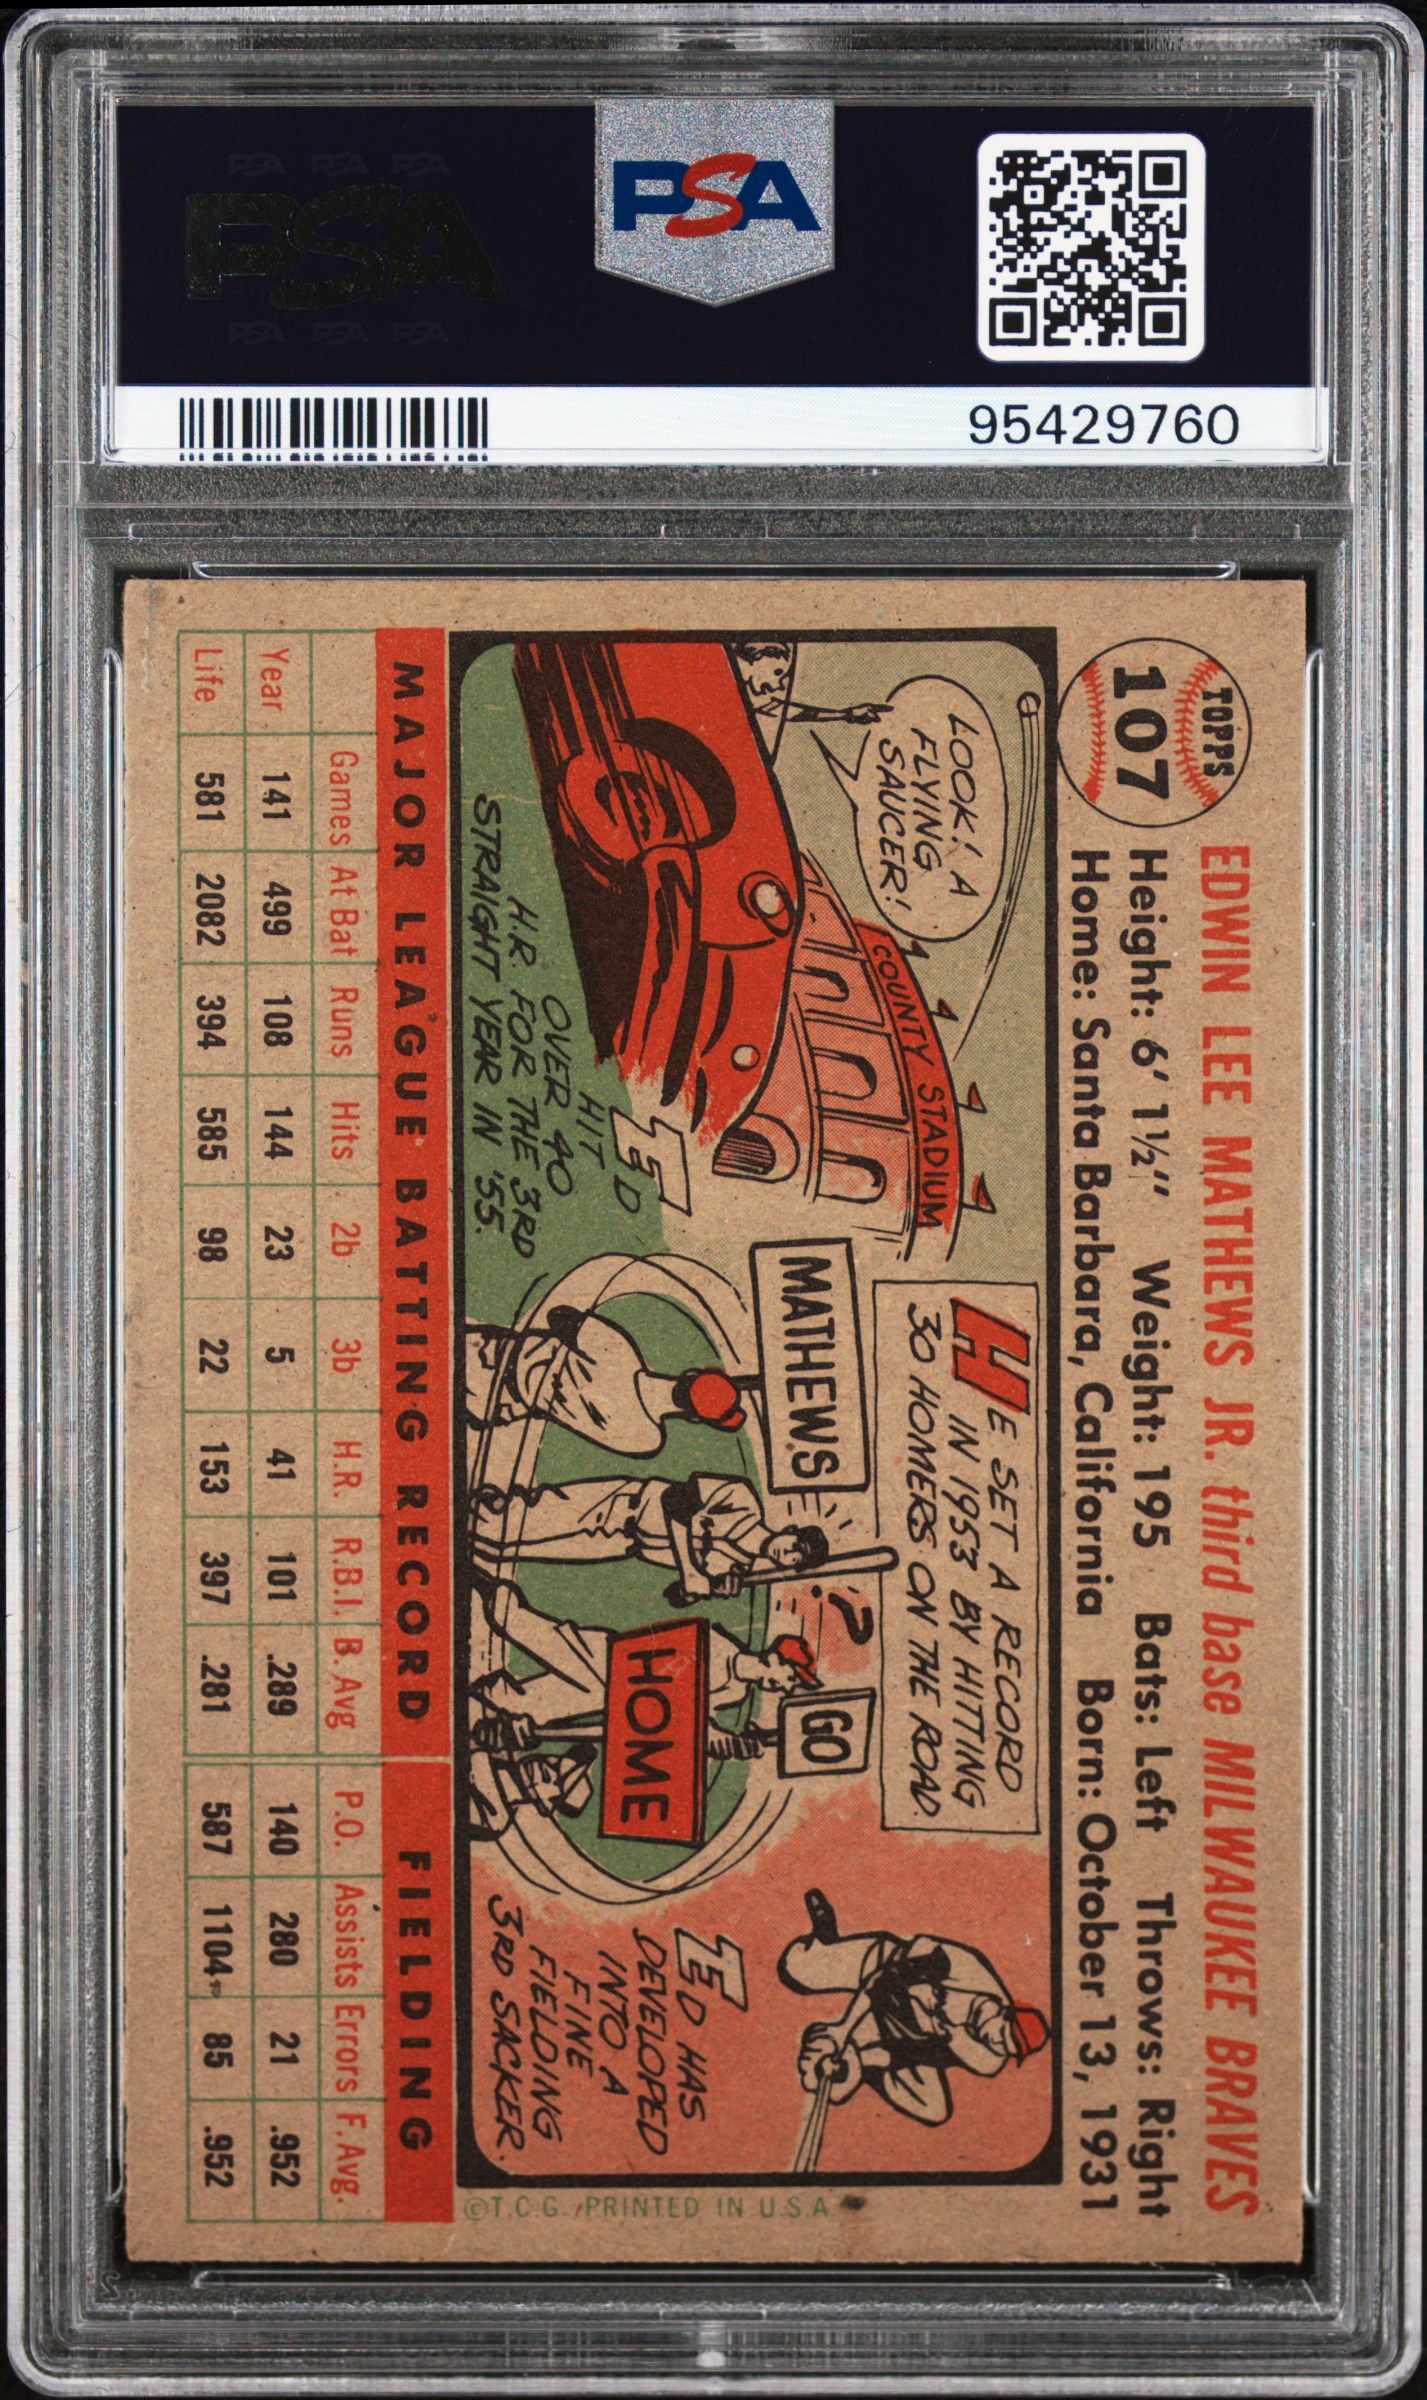 PSA PSA PSA
PSA
PSA PSA PSA
PSA
95429760
TOPPS
107
EDWIN LEE MATHEWS JR. third base MILWAUKEE BRAVES
Height: 6' 1½" Weight: 195 Bats: Left Throws: Right
Home: Santa Barbara, California Born: October 13, 1931
LOOK! A
FLYING
SAUCER!
COUNTY STADIUM
ED
HIT
OVER 40
H.R. FOR THE 3RD
STRAIGHT YEAR IN '55.
HE SET A RECORD
IN 1953 BY HITTING
30 HOMERS ON THE ROAD.
MATHEWS
?
GO
HOME
ED HAS
DEVELOPED
INTO A
FINE
FIELDING
3RD SACKER.
©T.C.G. PRINTED IN U.S.A.
MAJOR LEAGUE BATTING RECORD FIELDING
Games At Bat Runs Hits 2b 3b H.R. R.B.I. B. Avg P.O. Assists Errors F. Avg.
Year 141 499 108 144 23 5 41 101 .289 140 280 21 .952
Life 581 2082 394 585 98 22 153 397 .281 587 1104 85 .952